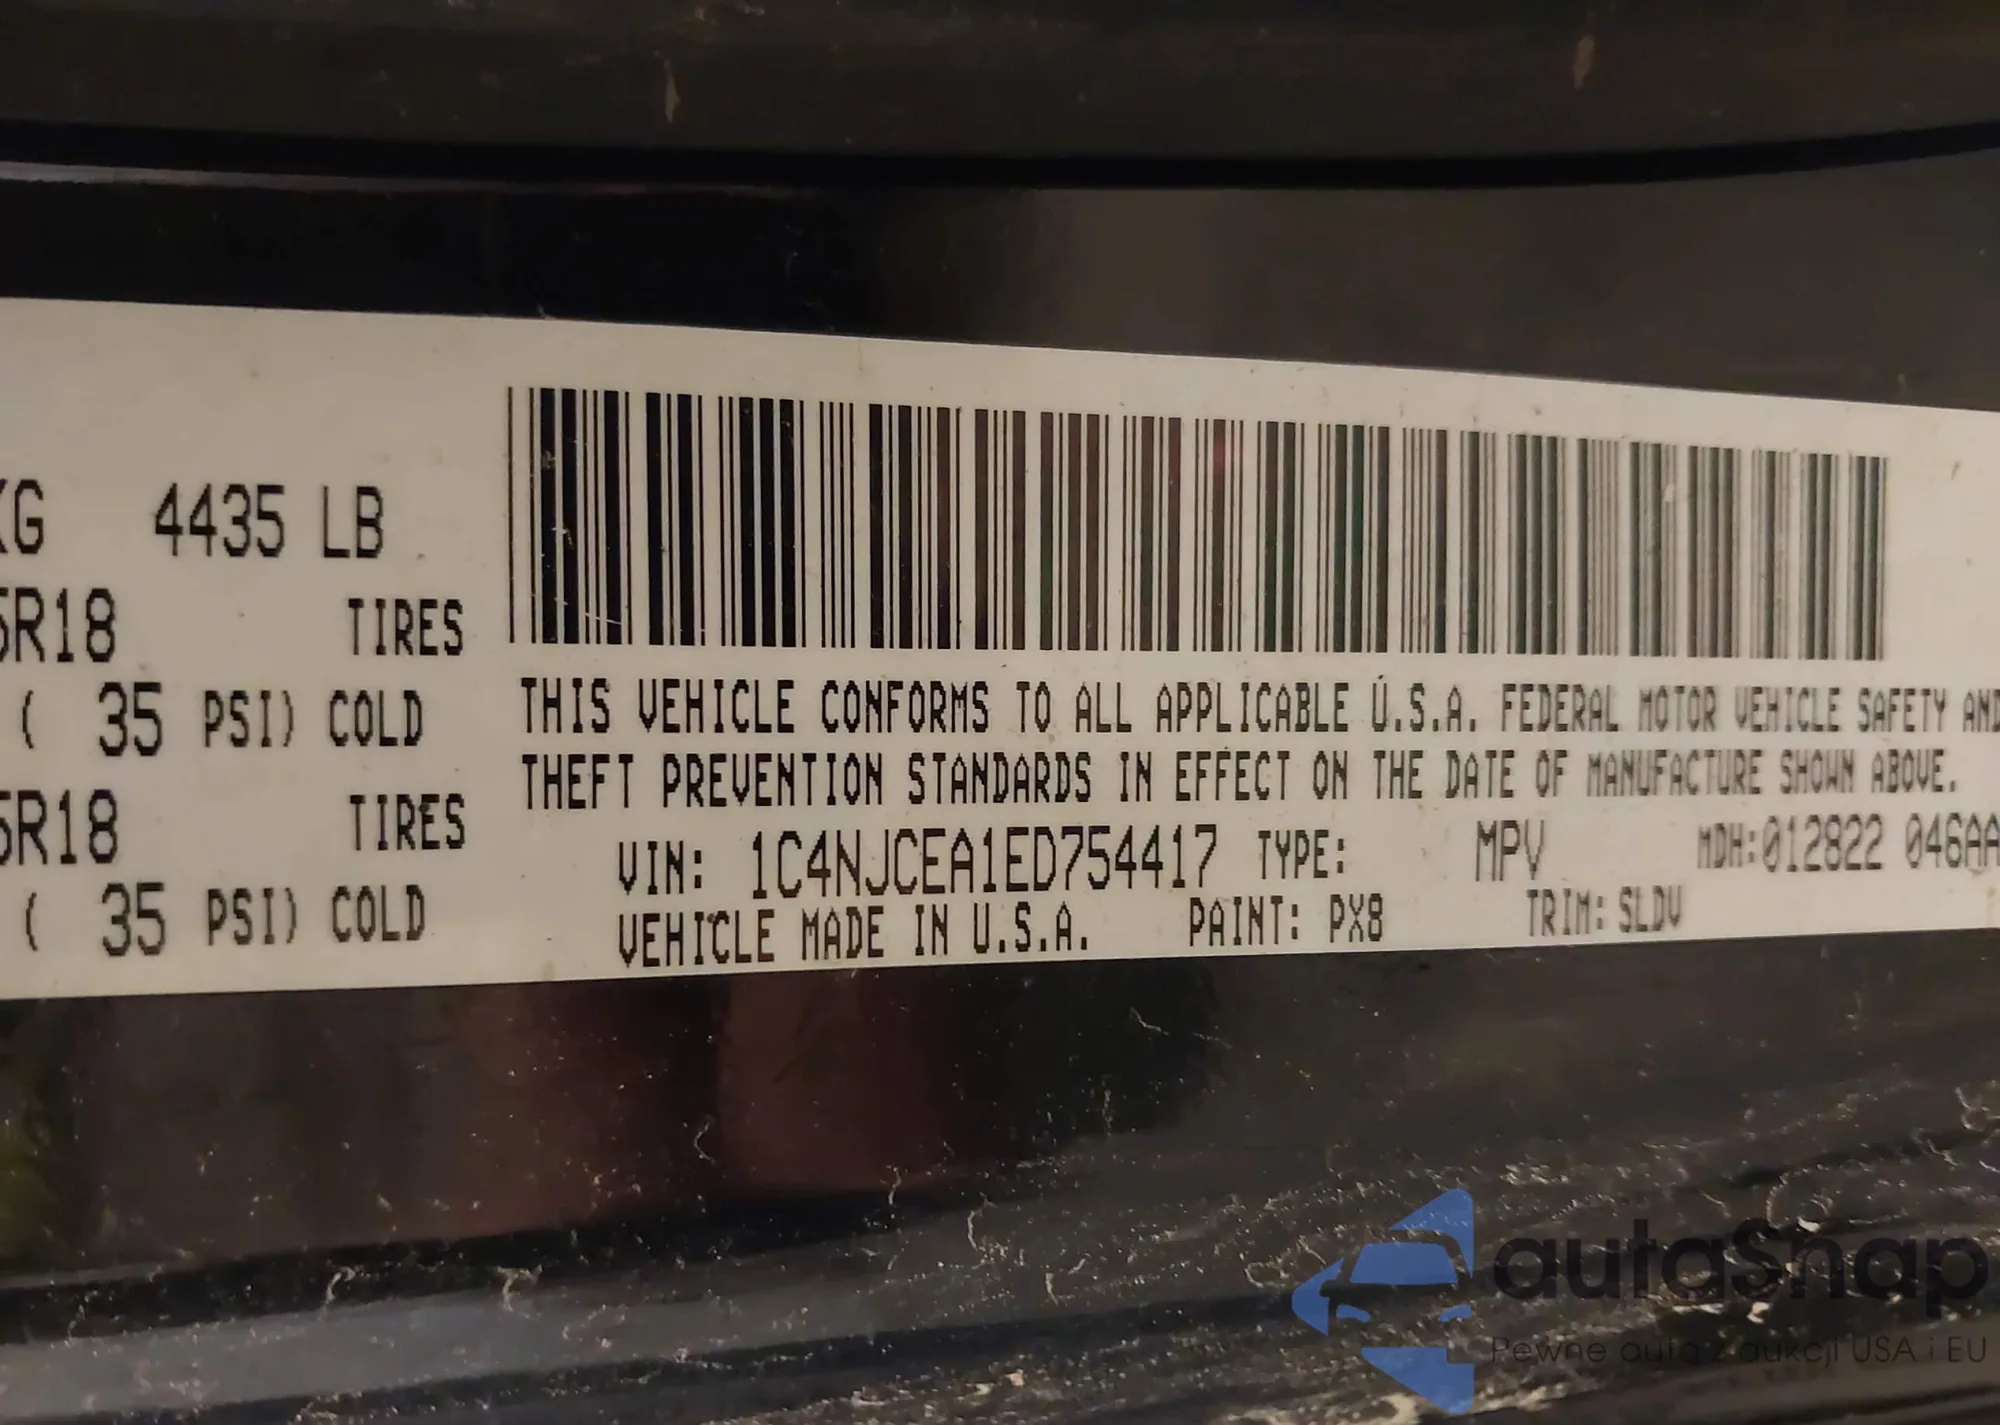 KG 4435 LB
5R18 TIRES
( 35 PSI) COLD
5R18 TIRES
( 35 PSI) COLD
THIS VEHICLE CONFORMS TO ALL APPLICABLE U.S.A. FEDERAL MOTOR VEHICLE SAFETY AND
THEFT PREVENTION STANDARDS IN EFFECT ON THE DATE OF MANUFACTURE SHOWN ABOVE.
VIN: 1C4NJCEA1ED754417 TYPE: MPV MDH:012822 046AA
VEHICLE MADE IN U.S.A. PAINT: PX8 TRIM: SLDV
autaSnap
Pewne auta z aukcji USA i EU